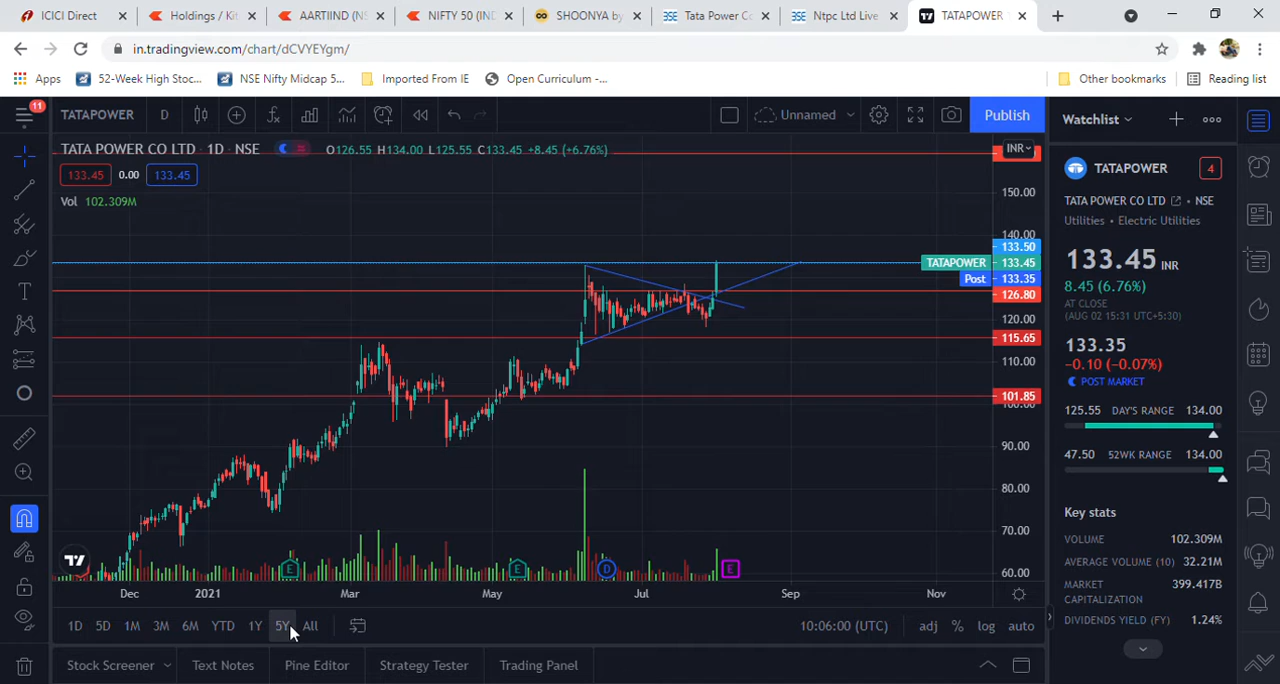 ICICI Direct
Holdings / Kit
AARTIIND (NS
NIFTY 50 (IND
SHOONYA by
Tata Power Co
Ntpc Ltd Live
TATAPOWER
in.tradingview.com/chart/dCVYEYgm/
Apps
52-Week High Stoc...
NSE Nifty Midcap 5...
Imported From IE
Open Curriculum -...
Other bookmarks
Reading list
11
TATAPOWER
D
Unnamed
Publish
Watchlist
TATA POWER CO LTD · 1D · NSE
O126.55 H134.00 L125.55 C133.45 +8.45 (+6.76%)
INR
133.45
0.00
133.45
Vol 102.309M
150.00
140.00
133.50
TATAPOWER 133.45
Post 133.35
126.80
120.00
115.65
110.00
101.85
100.00
90.00
80.00
70.00
60.00
E
E
D
E
Dec
2021
Mar
May
Jul
Sep
Nov
1D
5D
1M
3M
6M
YTD
1Y
5Y
All
10:06:00 (UTC)
adj
%
log
auto
Stock Screener
Text Notes
Pine Editor
Strategy Tester
Trading Panel
TATAPOWER
4
TATA POWER CO LTD · NSE
Utilities · Electric Utilities
133.45 INR
8.45 (6.76%)
AT CLOSE
(AUG 02 15:31 UTC+5:30)
133.35
−0.10 (−0.07%)
POST MARKET
125.55 DAY'S RANGE 134.00
47.50 52WK RANGE 134.00
Key stats
VOLUME 102.309M
AVERAGE VOLUME (10) 32.21M
MARKET CAPITALIZATION 399.417B
DIVIDENDS YIELD (FY) 1.24%